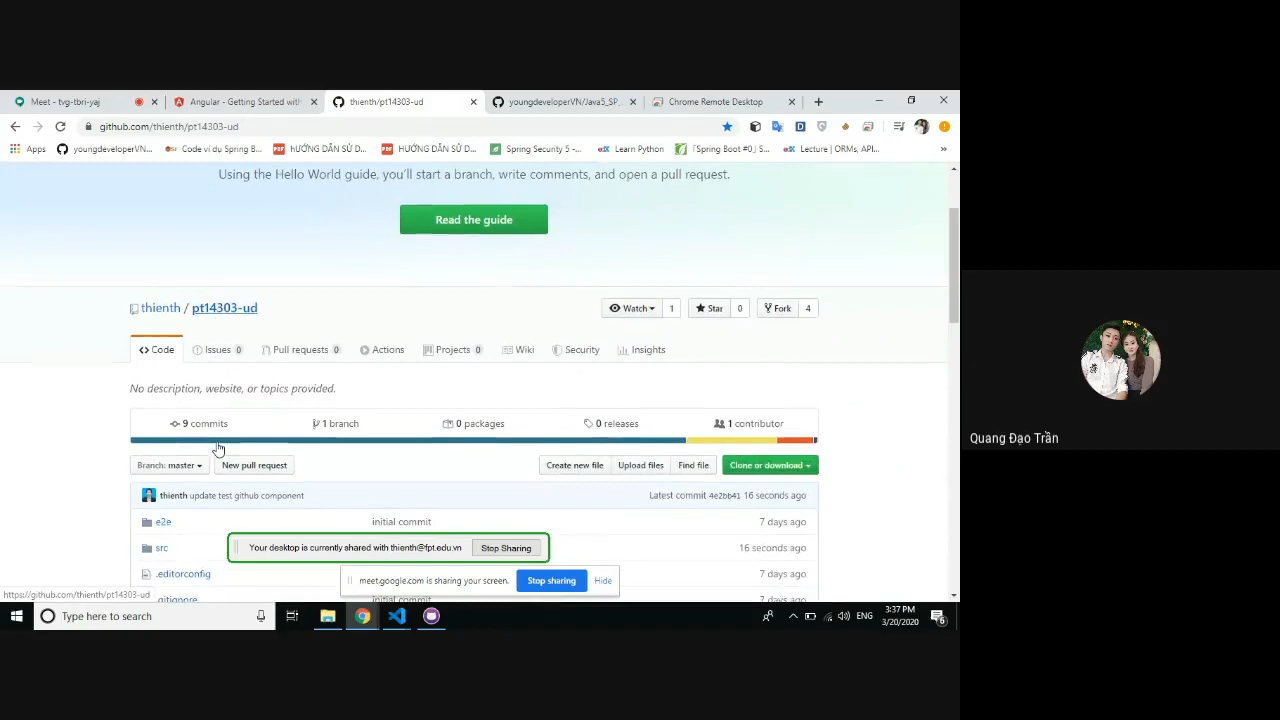 Meet - tvg-tbri-yaj
Angular - Getting Started with
thienth/pt14303-ud
youngdeveloperVN/Java5_SP_
Chrome Remote Desktop
github.com/thienth/pt14303-ud
Apps
youngdeveloperVN...
Code ví dụ Spring B...
HƯỚNG DẪN SỬ D...
HƯỚNG DẪN SỬ D...
Spring Security 5 -...
Learn Python
「Spring Boot #0」S...
Lecture | ORMs, API...
Using the Hello World guide, you'll start a branch, write comments, and open a pull request.
Read the guide
thienth / pt14303-ud
Watch 1
Star 0
Fork 4
Code
Issues 0
Pull requests 0
Actions
Projects 0
Wiki
Security
Insights
No description, website, or topics provided.
9 commits
1 branch
0 packages
0 releases
1 contributor
Branch: master
New pull request
Create new file
Upload files
Find file
Clone or download
thienth update test github component
Latest commit 4e2bb41 16 seconds ago
e2e
initial commit
7 days ago
src
16 seconds ago
Your desktop is currently shared with thienth@fpt.edu.vn
Stop Sharing
.editorconfig
7 days ago
meet.google.com is sharing your screen.
Stop sharing
Hide
.gitignore
initial commit
7 days ago
https://github.com/thienth/pt14303-ud
Type here to search
ENG
3:37 PM
3/20/2020
6
Quang Đạo Trần